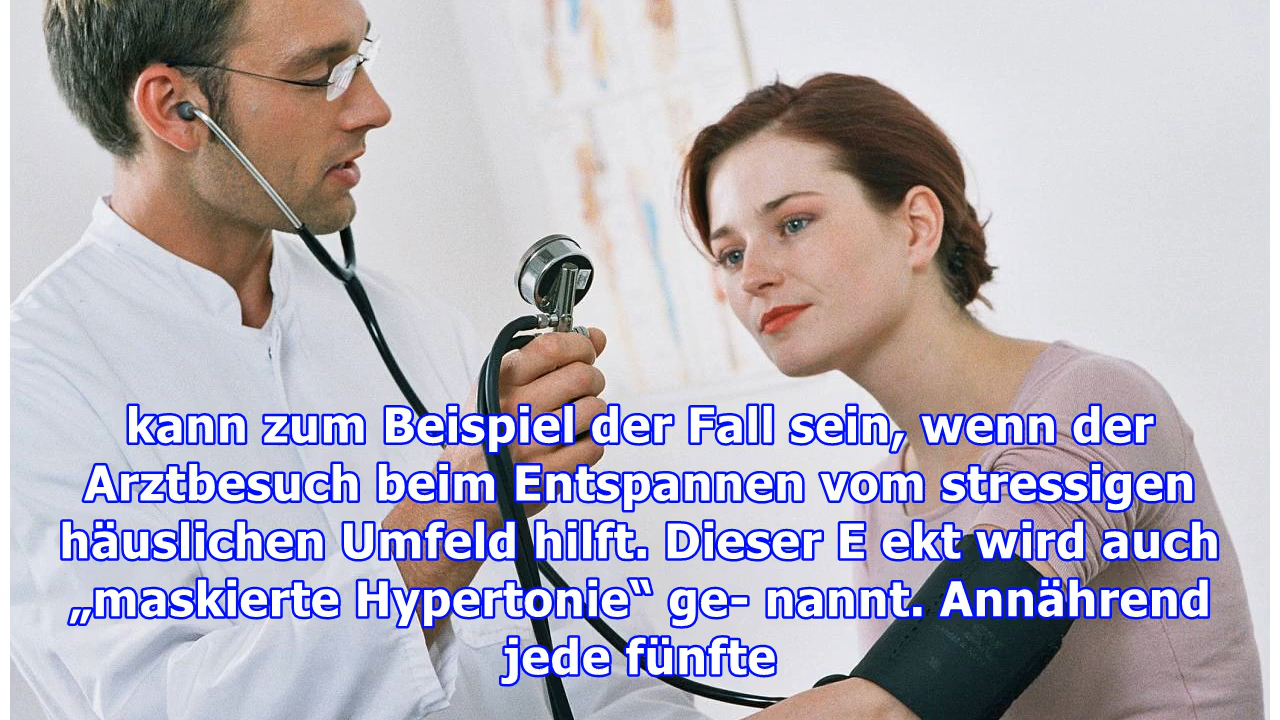 kann zum Beispiel der Fall sein, wenn der
Arztbesuch beim Entspannen vom stressigen
häuslichen Umfeld hilft. Dieser E ekt wird auch
„maskierte Hypertonie“ ge- nannt. Annährend
jede fünfte